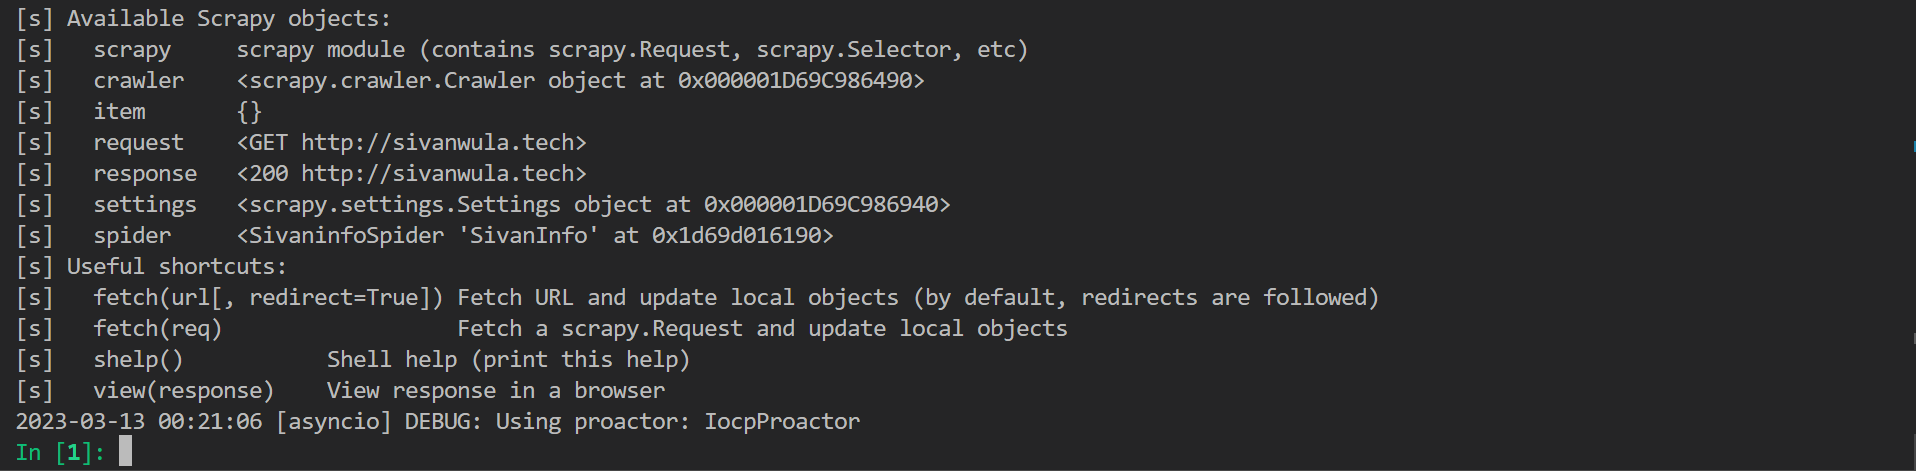 [s] Available Scrapy objects:
[s]   scrapy     scrapy module (contains scrapy.Request, scrapy.Selector, etc)
[s]   crawler    <scrapy.crawler.Crawler object at 0x000001D69C986490>
[s]   item       {}
[s]   request    <GET http://sivanwula.tech>
[s]   response   <200 http://sivanwula.tech>
[s]   settings   <scrapy.settings.Settings object at 0x000001D69C986940>
[s]   spider     <SivaninfoSpider 'SivanInfo' at 0x1d69d016190>
[s] Useful shortcuts:
[s]   fetch(url[, redirect=True]) Fetch URL and update local objects (by default, redirects are followed)
[s]   fetch(req)                  Fetch a scrapy.Request and update local objects
[s]   shelp()           Shell help (print this help)
[s]   view(response)    View response in a browser
2023-03-13 00:21:06 [asyncio] DEBUG: Using proactor: IocpProactor
In [1]: